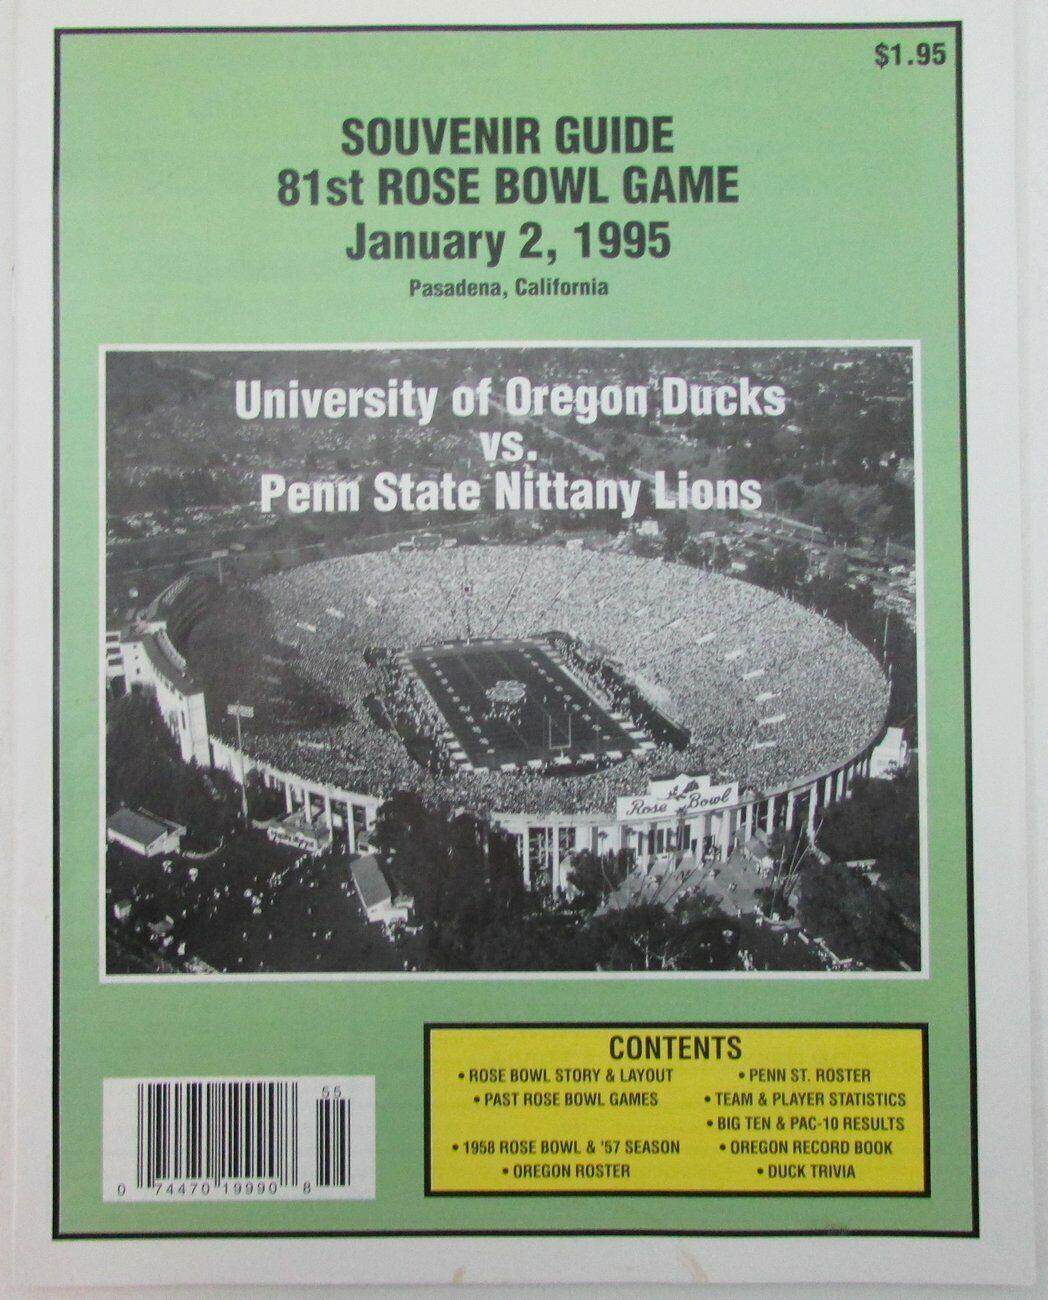 $1.95
SOUVENIR GUIDE
81st ROSE BOWL GAME
January 2, 1995
Pasadena, California
University of Oregon Ducks
vs.
Penn State Nittany Lions
Rose Bowl
CONTENTS
• ROSE BOWL STORY & LAYOUT
• PAST ROSE BOWL GAMES
• 1958 ROSE BOWL & '57 SEASON
• OREGON ROSTER
• PENN ST. ROSTER
• TEAM & PLAYER STATISTICS
• BIG TEN & PAC-10 RESULTS
• OREGON RECORD BOOK
• DUCK TRIVIA
55
0 74470 19990 8